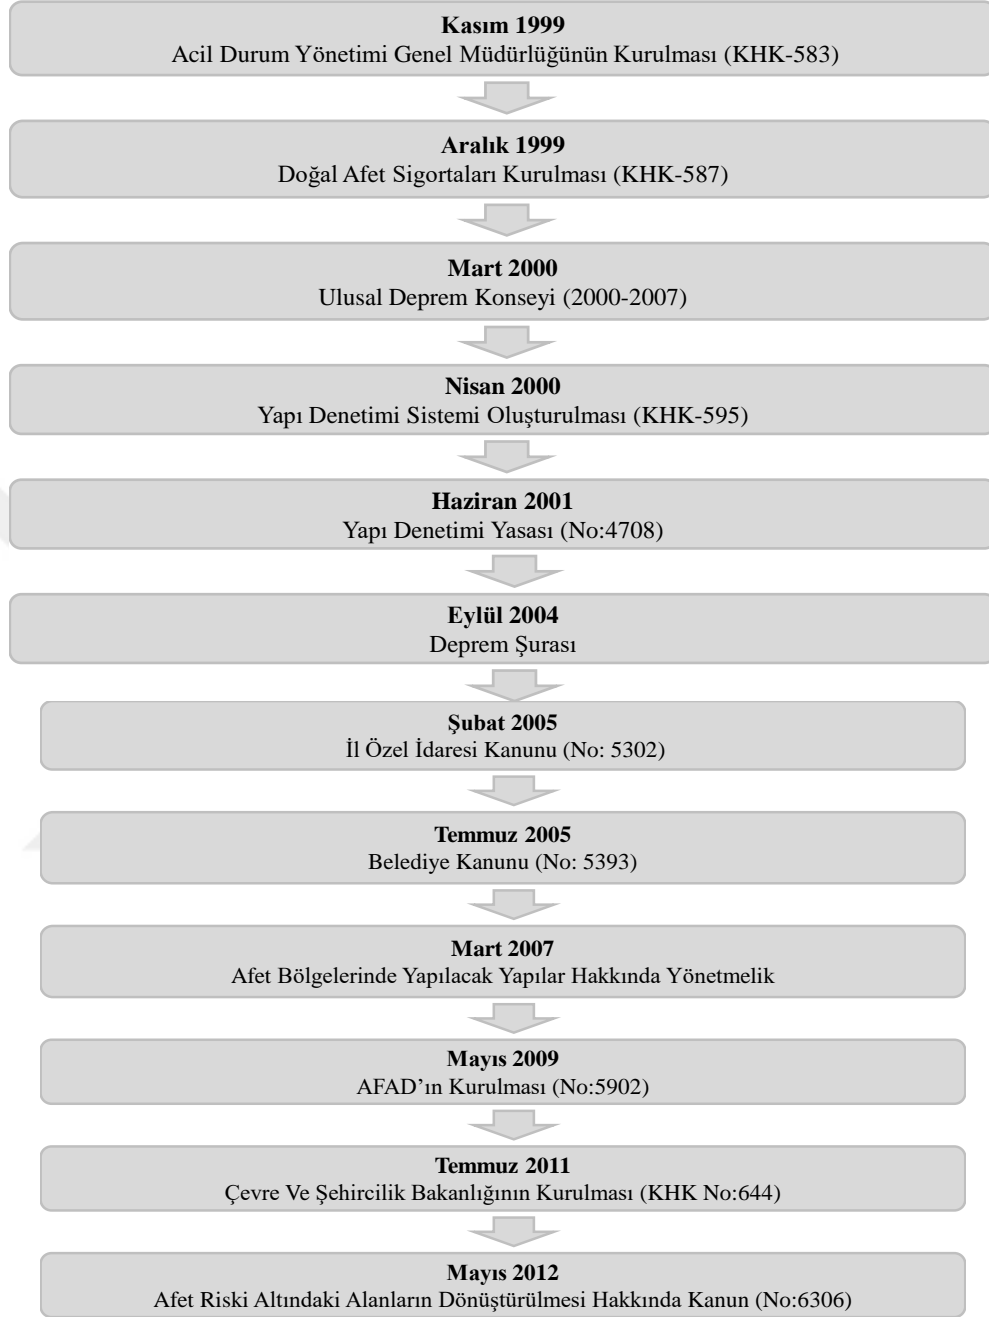 Kasım 1999
Acil Durum Yönetimi Genel Müdürlüğünün Kurulması (KHK-583)
Aralık 1999
Doğal Afet Sigortaları Kurulması (KHK-587)
Mart 2000
Ulusal Deprem Konseyi (2000-2007)
Nisan 2000
Yapı Denetimi Sistemi Oluşturulması (KHK-595)
Haziran 2001
Yapı Denetimi Yasası (No:4708)
Eylül 2004
Deprem Şurası
Şubat 2005
İl Özel İdaresi Kanunu (No: 5302)
Temmuz 2005
Belediye Kanunu (No: 5393)
Mart 2007
Afet Bölgelerinde Yapılacak Yapılar Hakkında Yönetmelik
Mayıs 2009
AFAD’ın Kurulması (No:5902)
Temmuz 2011
Çevre Ve Şehircilik Bakanlığının Kurulması (KHK No:644)
Mayıs 2012
Afet Riski Altındaki Alanların Dönüştürülmesi Hakkında Kanun (No:6306)